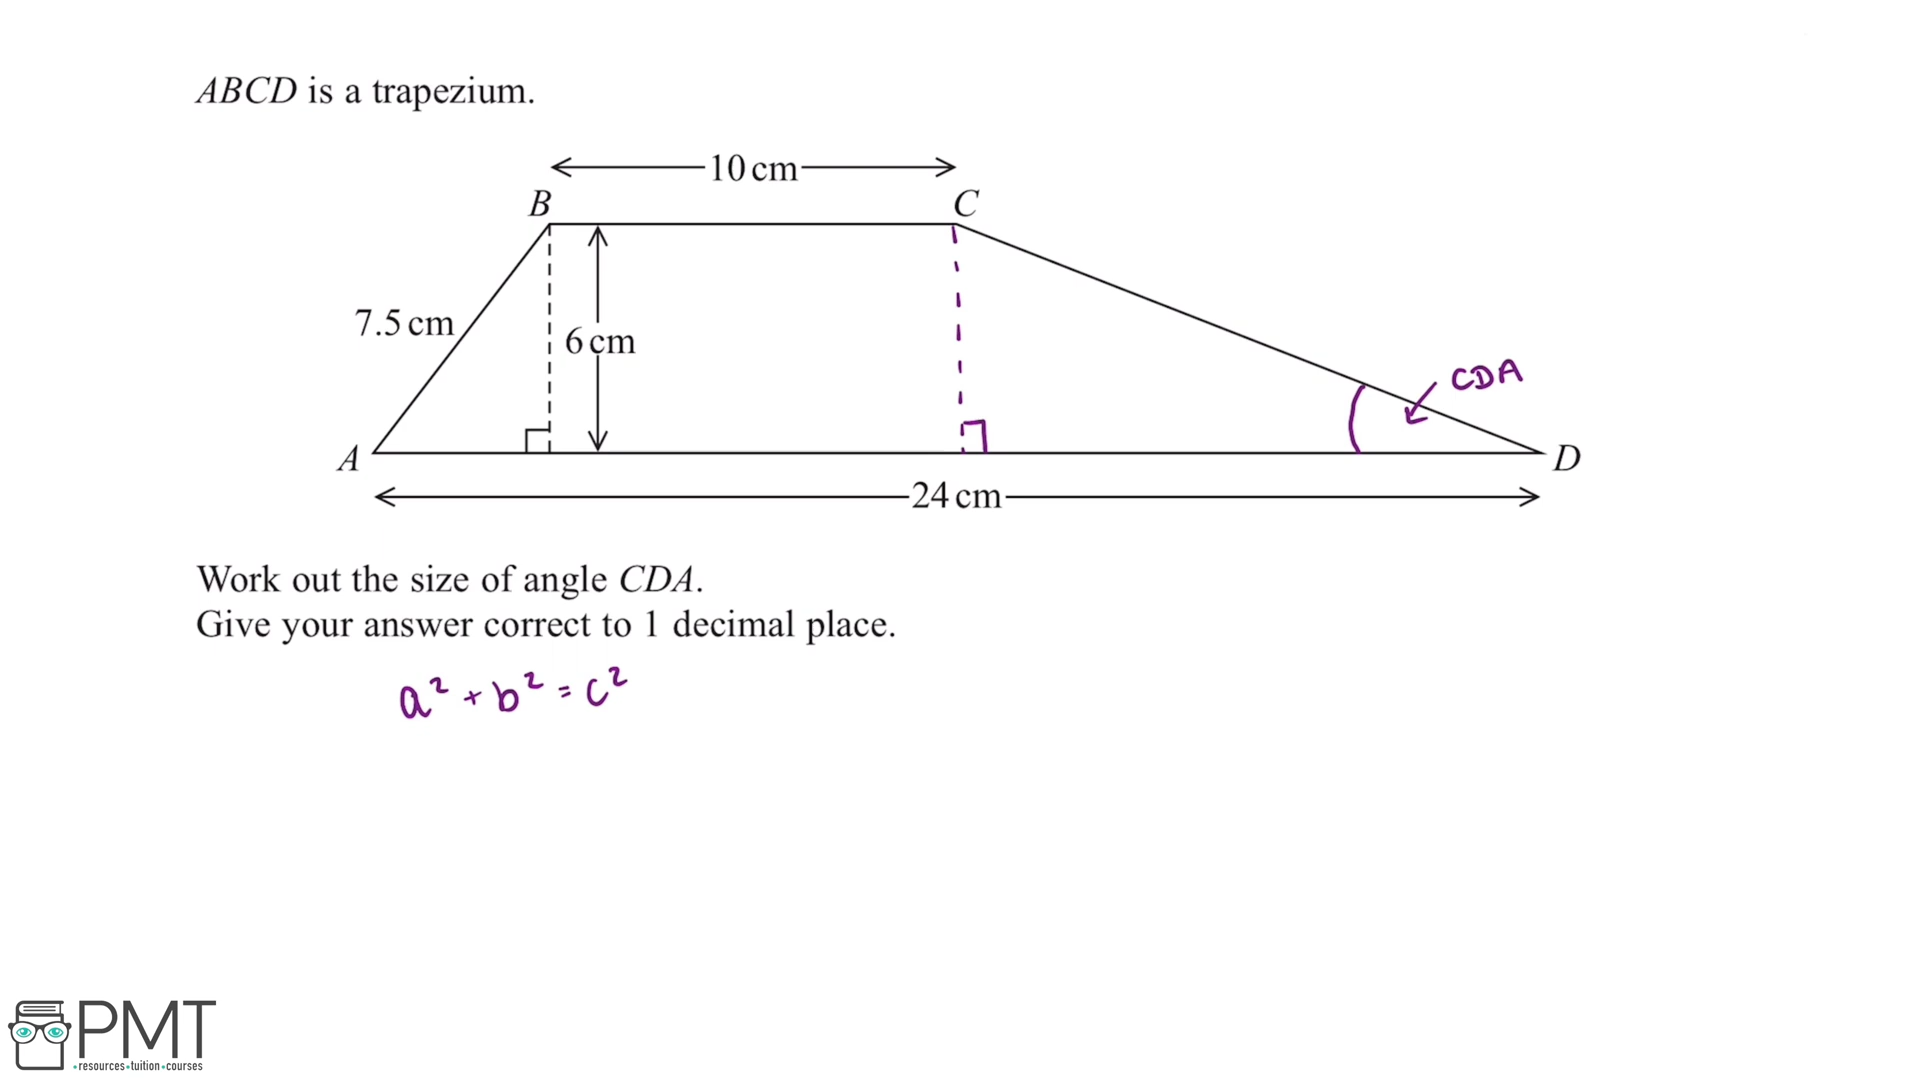 ABCD is a trapezium.
10 cm
B
C
7.5 cm
6 cm
CDA
A
D
24 cm
Work out the size of angle CDA.
Give your answer correct to 1 decimal place.
a² + b² = c²
PMT
•resources•tuition•courses